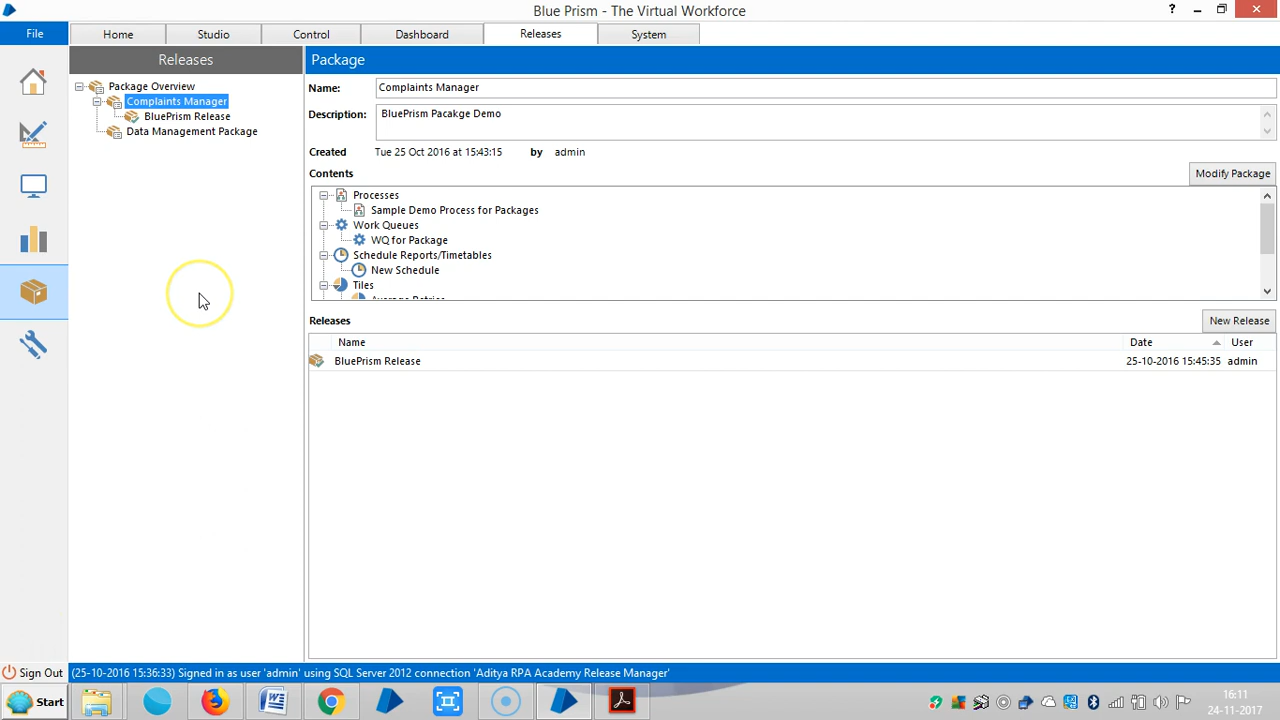 Blue Prism - The Virtual Workforce
?
File
Home
Studio
Control
Dashboard
Releases
System
Releases
Package
Package Overview
Complaints Manager
BluePrism Release
Data Management Package
Name:
Complaints Manager
Description:
BluePrism Pacakge Demo
Created
Tue 25 Oct 2016 at 15:43:15
by
admin
Contents
Modify Package
Processes
Sample Demo Process for Packages
Work Queues
WQ for Package
Schedule Reports/Timetables
New Schedule
Tiles
Average Retries
Releases
New Release
Name
Date
User
BluePrism Release
25-10-2016 15:45:35
admin
Sign Out
(25-10-2016 15:36:33) Signed in as user 'admin' using SQL Server 2012 connection 'Aditya RPA Academy Release Manager'
Start
16:11
24-11-2017